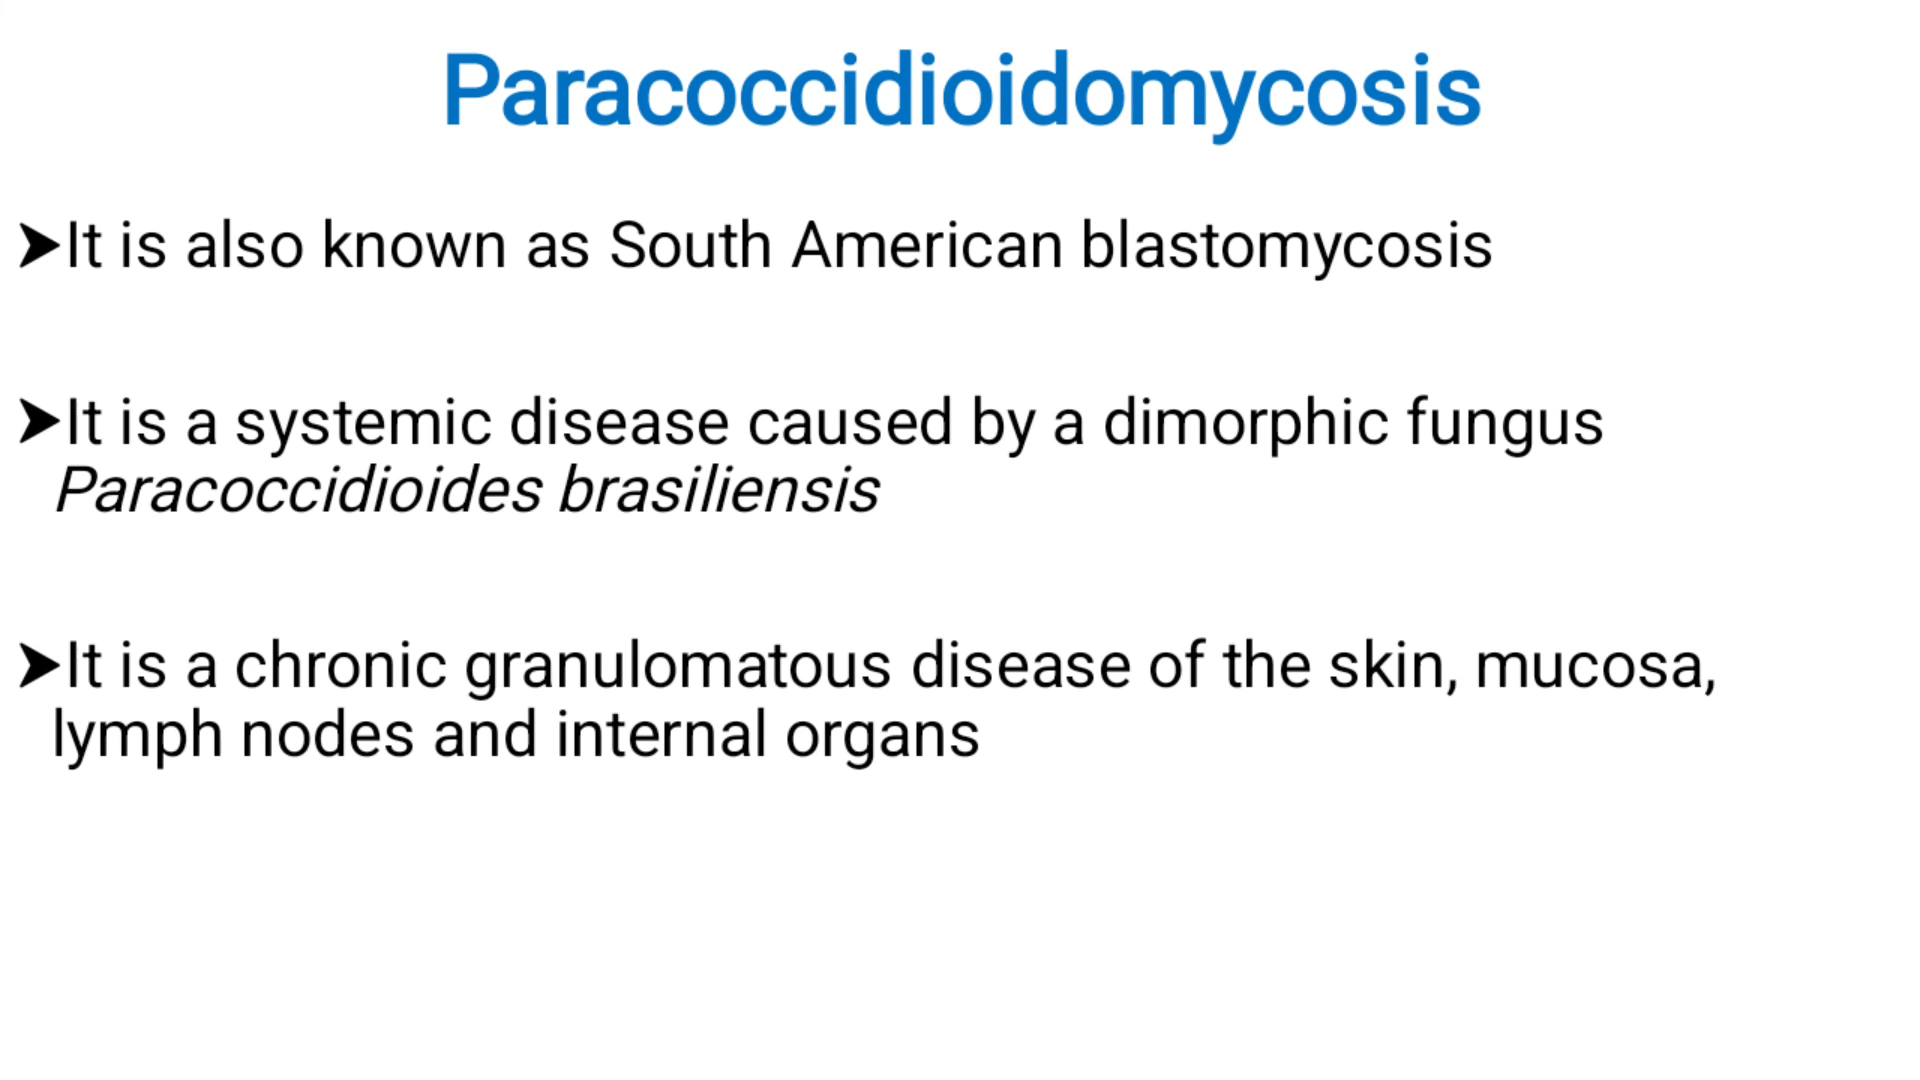 Paracoccidioidomycosis
➤It is also known as South American blastomycosis
➤It is a systemic disease caused by a dimorphic fungus
Paracoccidioides brasiliensis
➤It is a chronic granulomatous disease of the skin, mucosa,
lymph nodes and internal organs